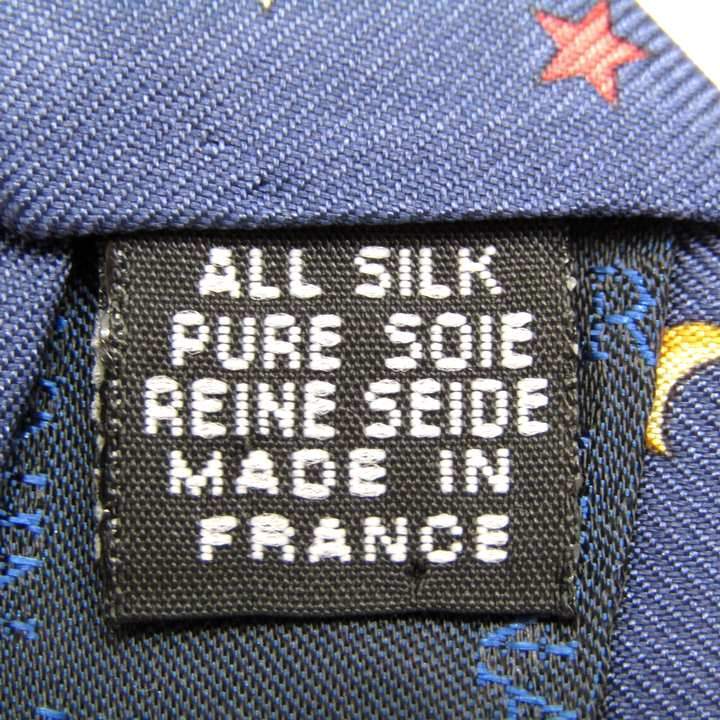 ALL SILK
PURE SOIE
REINE SEIDE
MADE IN
FRANCE